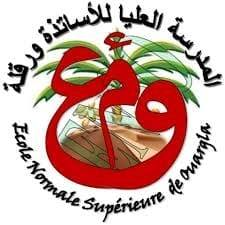 المدرسة العليا للأساتذة ورقلة
Ecole Normale Supérieure de Ouargla